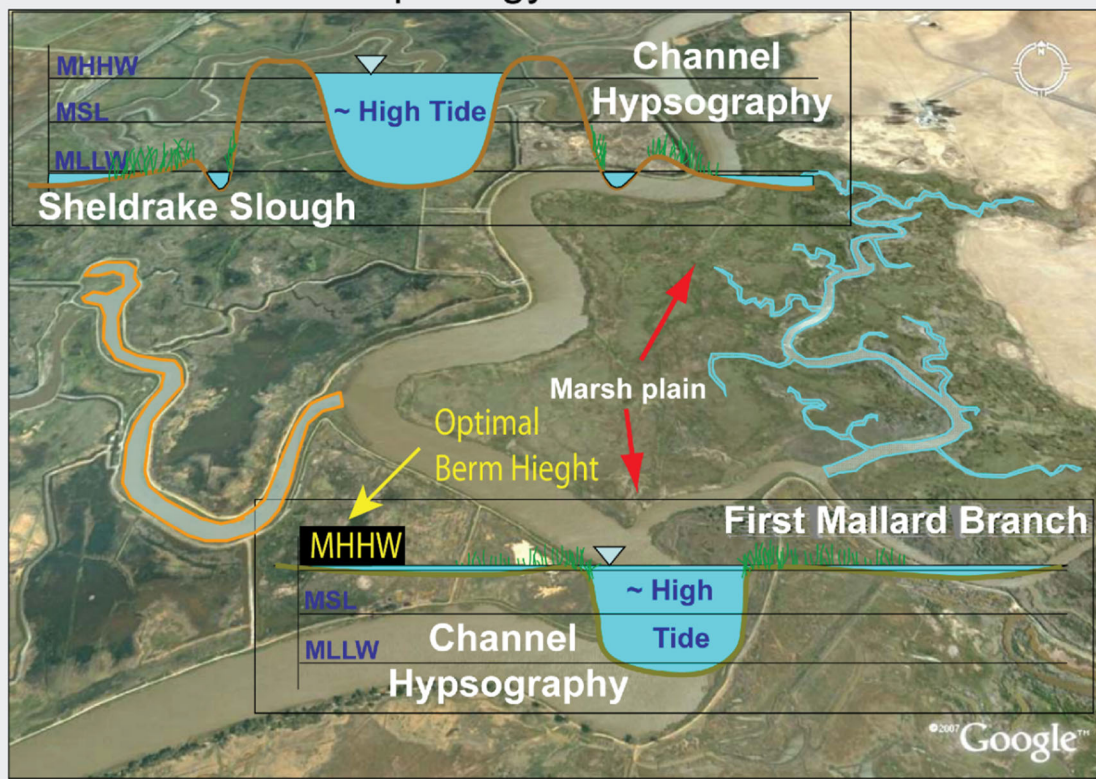 MHHW
Channel
Hypsography
MSL
~ High Tide
MLLW
Sheldrake Slough
Marsh plain
Optimal
Berm Hieght
First Mallard Branch
MHHW
MSL
~ High
Tide
MLLW
Channel
Hypsography
©2007 Google™